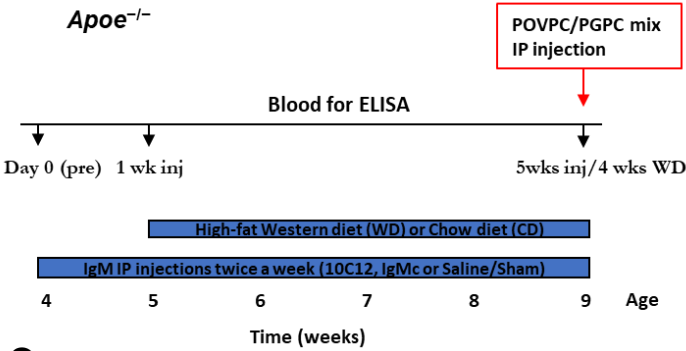 Apoe–/–
POVPC/PGPC mix
IP injection
Blood for ELISA
Day 0 (pre) 1 wk inj 5wks inj/4 wks WD
High-fat Western diet (WD) or Chow diet (CD)
IgM IP injections twice a week (10C12, IgMc or Saline/Sham)
4 5 6 7 8 9 Age
Time (weeks)